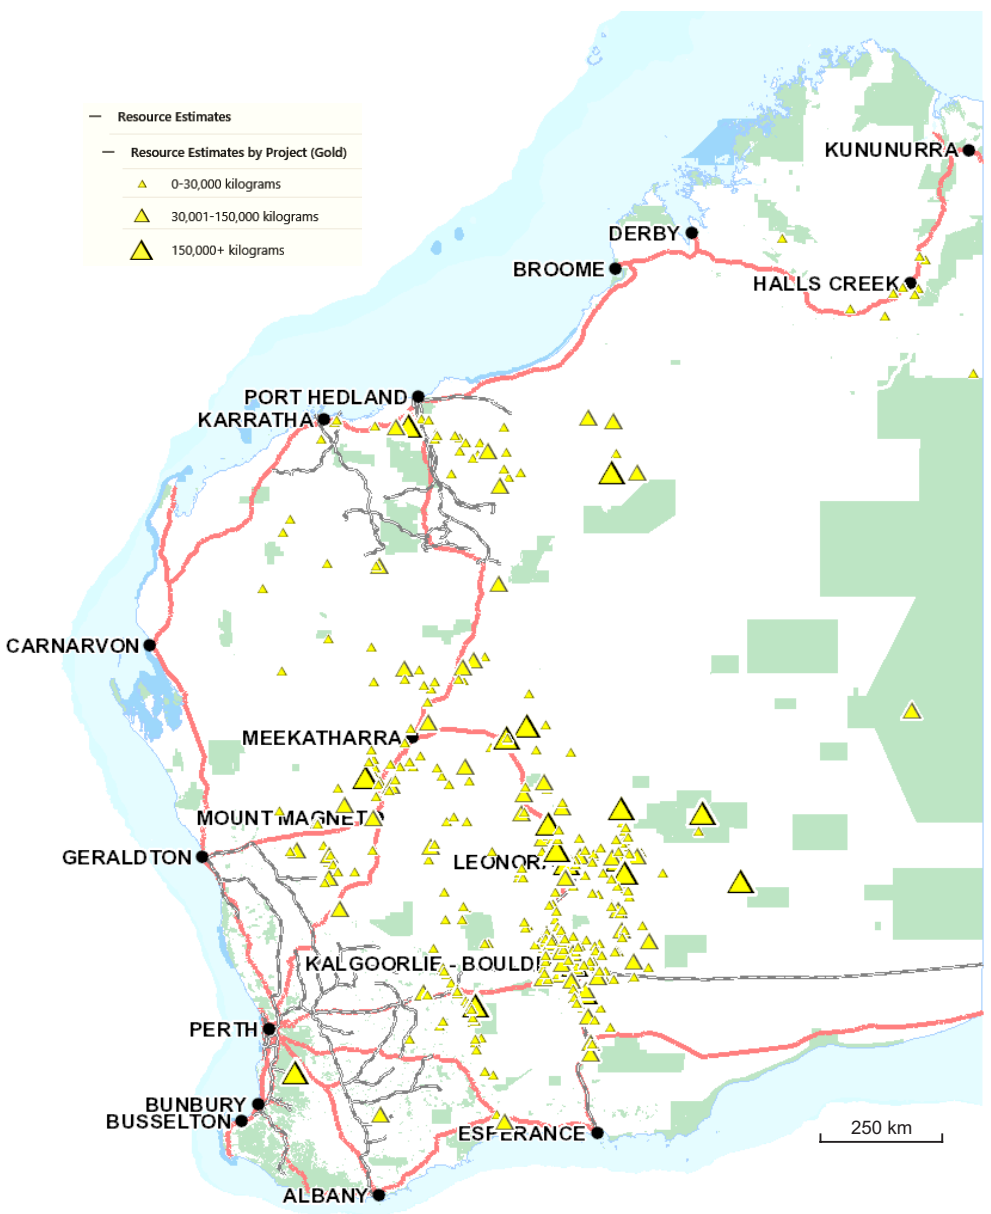 Resource Estimates
Resource Estimates by Project (Gold)
0-30,000 kilograms
30,001-150,000 kilograms
150,000+ kilograms
KUNUNURRA
DERBY
BROOME
HALLS CREEK
PORT HEDLAND
KARRATHA
CARNARVON
MEEKATHARRA
MOUNT MAGNET
GERALDTON
LEONOR
KALGOORLIE - BOULD
PERTH
BUNBURY
BUSSELTON
250 km
ESPERANCE
ALBANY